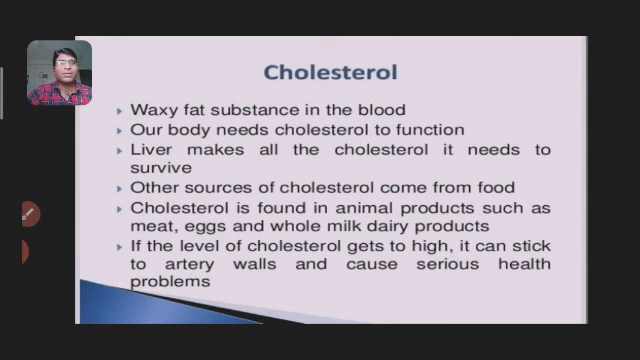 Cholesterol
Waxy fat substance in the blood
Our body needs cholesterol to function
Liver makes all the cholesterol it needs to
survive
Other sources of cholesterol come from food
Cholesterol is found in animal products such as
meat, eggs and whole milk dairy products
If the level of cholesterol gets to high, it can stick
to artery walls and cause serious health
problems